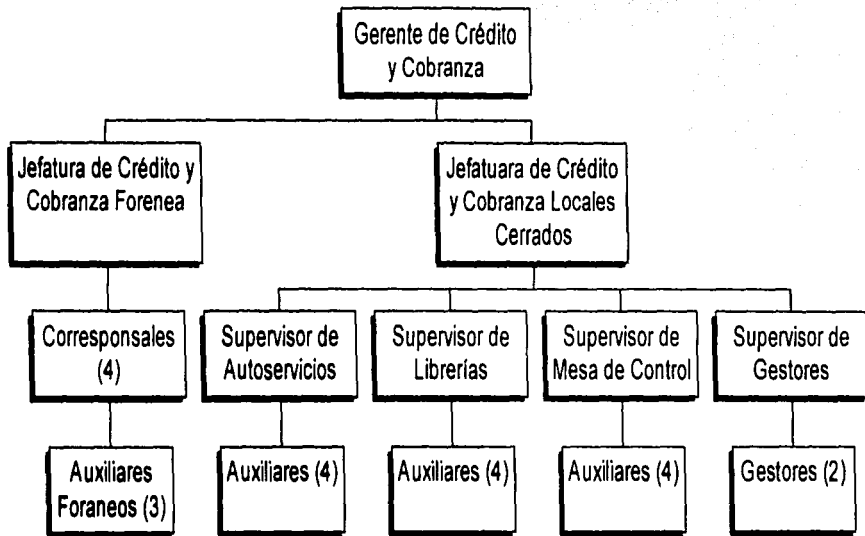 Gerente de Crédito
y Cobranza
Jefatura de Crédito y
Cobranza Forenea
Jefatuara de Crédito
y Cobranza Locales
Cerrados
Corresponsales
(4)
Supervisor de
Autoservicios
Supervisor de
Librerías
Supervisor de
Mesa de Control
Supervisor de
Gestores
Auxiliares
Foraneos (3)
Auxiliares (4)
Auxiliares (4)
Auxiliares (4)
Gestores (2)